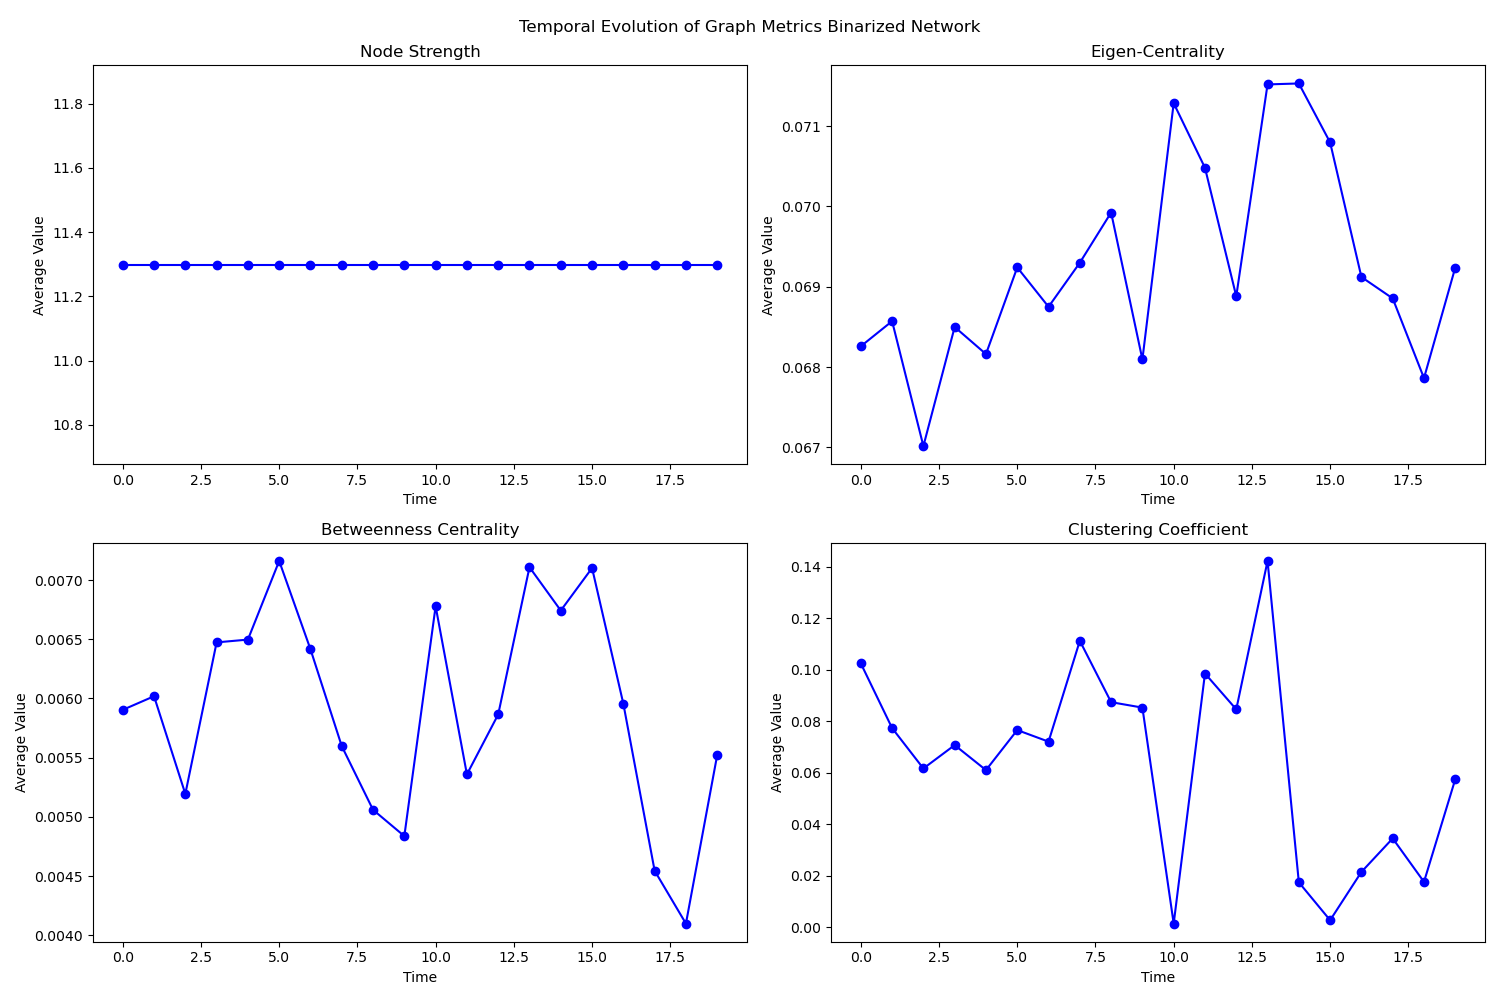 Temporal Evolution of Graph Metrics Binarized Network
Node Strength
11.8
11.6
11.4
11.2
11.0
10.8
Average Value
0.0 2.5 5.0 7.5 10.0 12.5 15.0 17.5
Time
Eigen-Centrality
0.071
0.070
0.069
0.068
0.067
Average Value
0.0 2.5 5.0 7.5 10.0 12.5 15.0 17.5
Time
Betweenness Centrality
0.0070
0.0065
0.0060
0.0055
0.0050
0.0045
0.0040
Average Value
0.0 2.5 5.0 7.5 10.0 12.5 15.0 17.5
Time
Clustering Coefficient
0.14
0.12
0.10
0.08
0.06
0.04
0.02
0.00
Average Value
0.0 2.5 5.0 7.5 10.0 12.5 15.0 17.5
Time